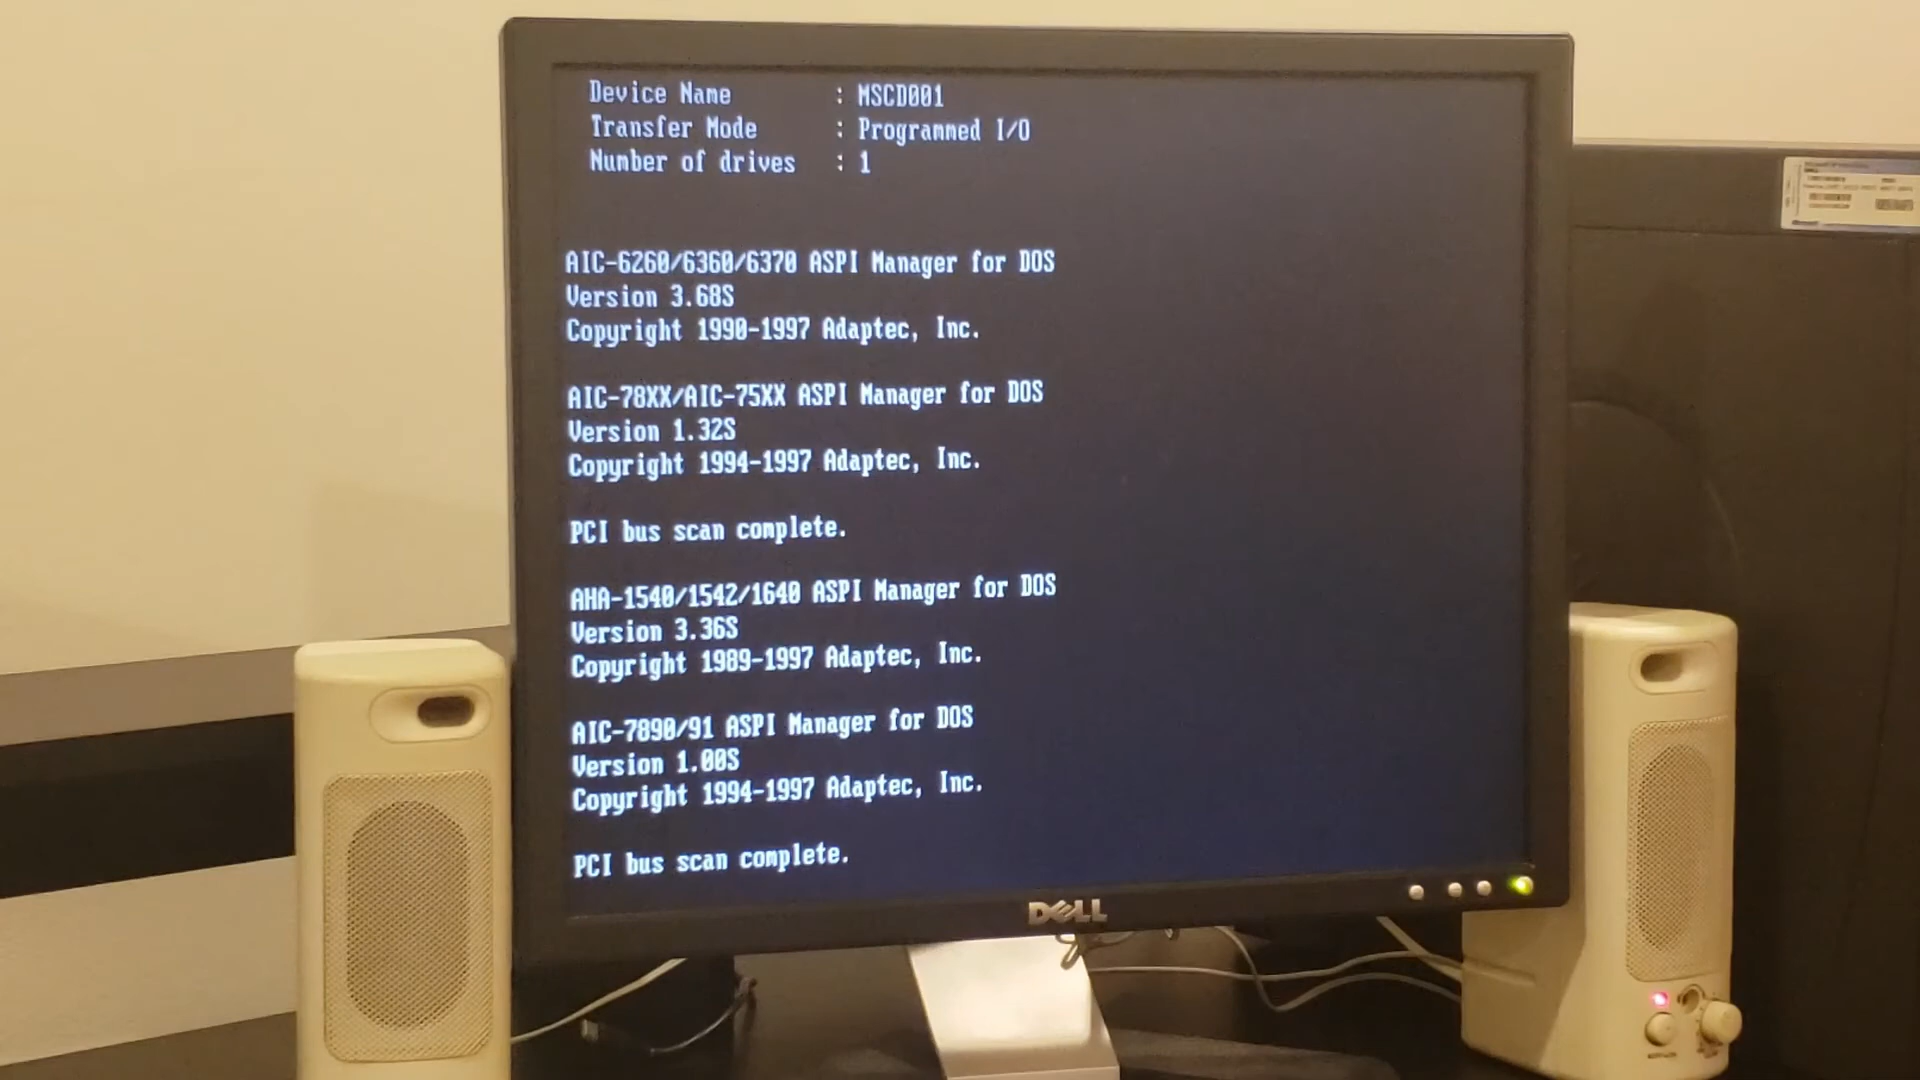 Device Name : MSCD001
Transfer Mode : Programmed I/O
Number of drives : 1
AIC-6260/6360/6370 ASPI Manager for DOS
Version 3.68S
Copyright 1990-1997 Adaptec, Inc.
AIC-78XX/AIC-75XX ASPI Manager for DOS
Version 1.32S
Copyright 1994-1997 Adaptec, Inc.
PCI bus scan complete.
AHA-1540/1542/1640 ASPI Manager for DOS
Version 3.36S
Copyright 1989-1997 Adaptec, Inc.
AIC-7890/91 ASPI Manager for DOS
Version 1.00S
Copyright 1994-1997 Adaptec, Inc.
PCI bus scan complete.
DELL